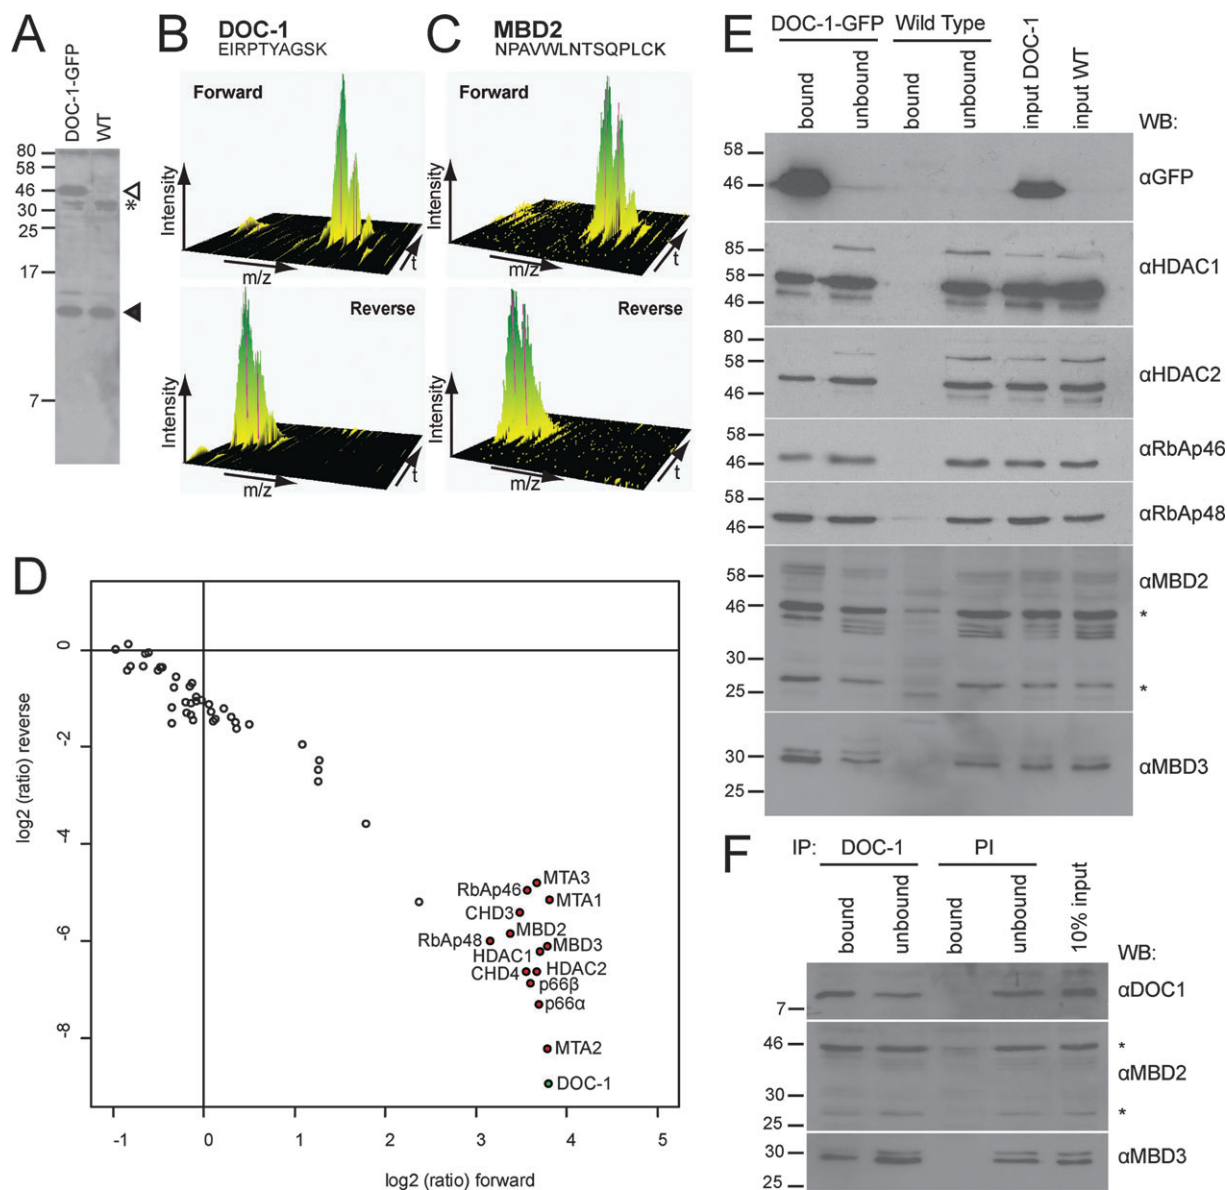 A
DOC-1-GFP
WT
80
58
46
30
*
25
17
7
B
DOC-1
EIRPTYAGSK
Forward
Intensity
m/z
t
Reverse
Intensity
m/z
t
C
MBD2
NPAVWLNTSQPLCK
Forward
Intensity
m/z
t
Reverse
Intensity
m/z
t
D
log2 (ratio) reverse
0
-2
-4
-6
-8
MTA3
RbAp46
MTA1
CHD3
MBD2
RbAp48
MBD3
HDAC1
CHD4
HDAC2
p66β
p66α
MTA2
DOC-1
-1
0
1
2
3
4
5
log2 (ratio) forward
E
DOC-1-GFP
Wild Type
bound
unbound
bound
unbound
input DOC-1
input WT
WB:
58
46
αGFP
85
58
46
αHDAC1
80
58
46
αHDAC2
58
46
αRbAp46
58
46
αRbAp48
58
46
30
25
αMBD2
*
*
30
25
αMBD3
F
IP:
DOC-1
PI
bound
unbound
bound
unbound
10% input
WB:
7
αDOC1
46
30
25
*
αMBD2
*
30
25
αMBD3